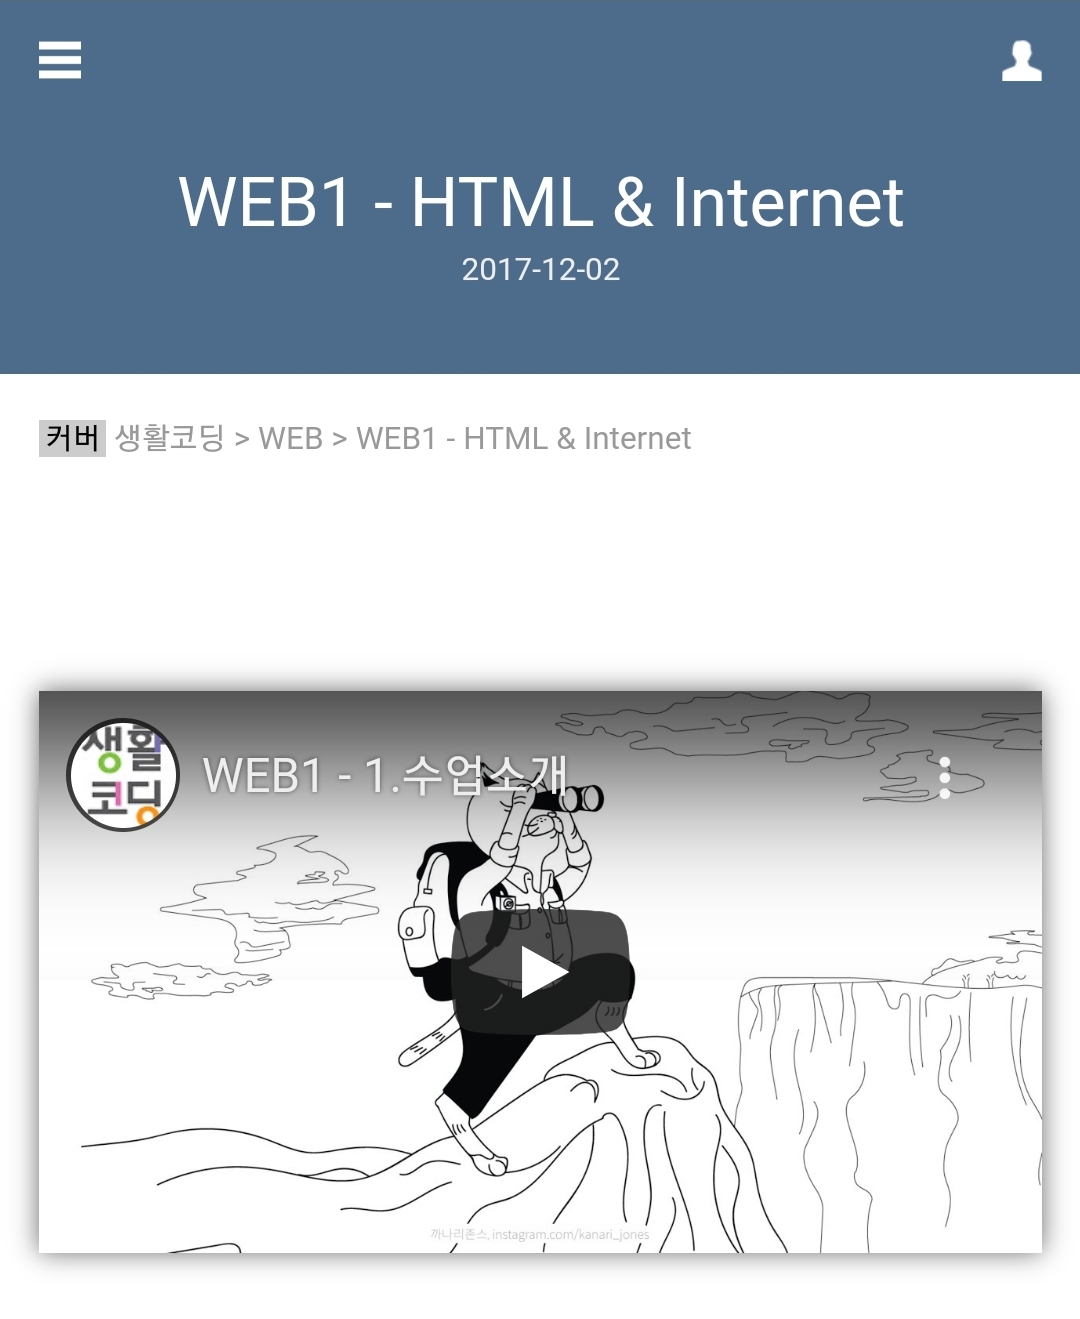 WEB1 - HTML & Internet
2017-12-02
커버 생활코딩 > WEB > WEB1 - HTML & Internet
생활
코딩
WEB1 - 1.수업소개
까나리존스, instagram.com/kanari_jones